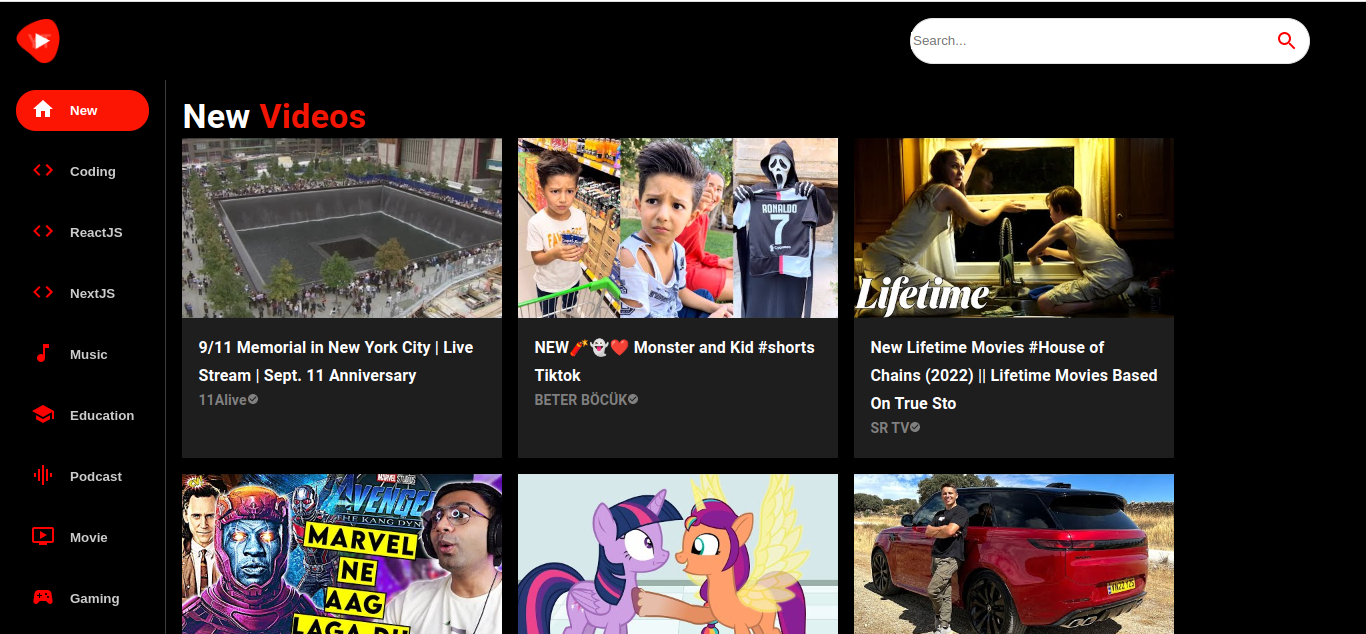 Search...
New
Coding
ReactJS
NextJS
Music
Education
Podcast
Movie
Gaming
New Videos
RONALDO
7
Lifetime
9/11 Memorial in New York City | Live
Stream | Sept. 11 Anniversary
11Alive
NEW🧨👻❤️ Monster and Kid #shorts
Tiktok
BETER BÖCÜK
New Lifetime Movies #House of
Chains (2022) || Lifetime Movies Based
On True Sto
SR TV
MARVEL STUDIOS
AVENGE
THE KANG DYN
MARVEL
NE
AAG
LAGA DI